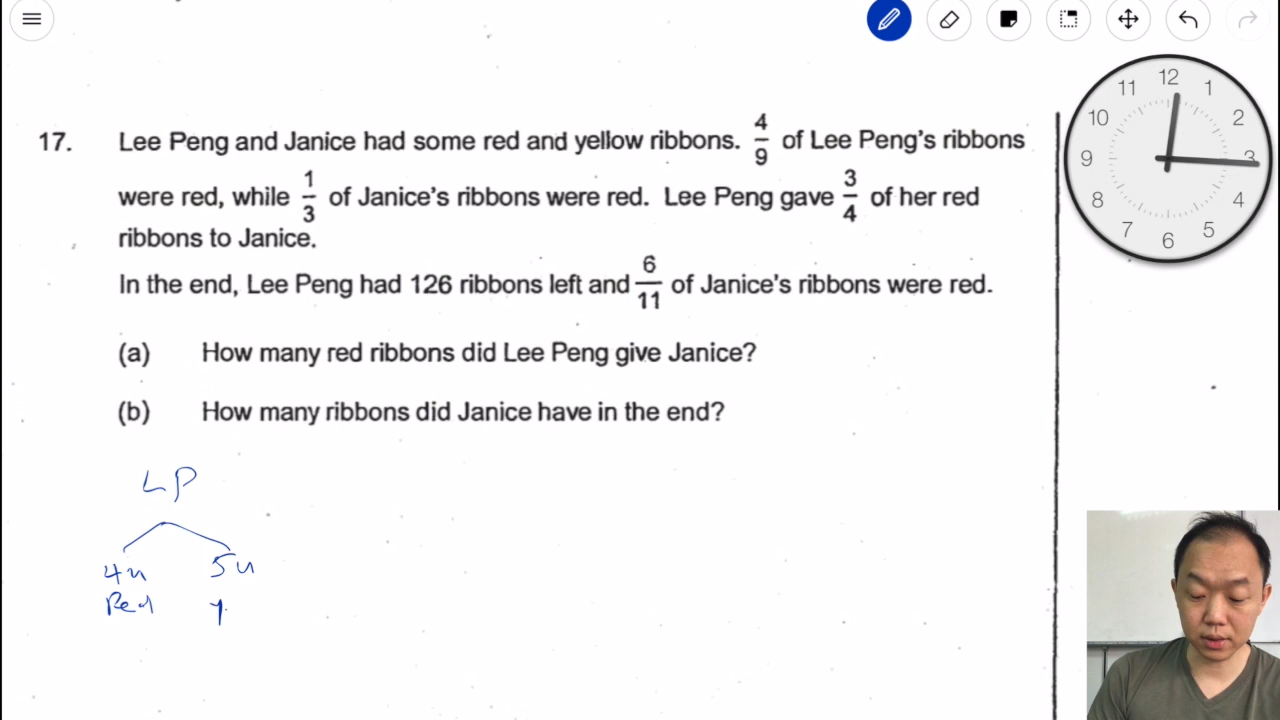 17. Lee Peng and Janice had some red and yellow ribbons. 4/9 of Lee Peng's ribbons
were red, while 1/3 of Janice's ribbons were red. Lee Peng gave 3/4 of her red
ribbons to Janice.
In the end, Lee Peng had 126 ribbons left and 6/11 of Janice's ribbons were red.
(a) How many red ribbons did Lee Peng give Janice?
(b) How many ribbons did Janice have in the end?
LP
4u 5u
Red Y
12
11 1
10 2
9 3
8 4
7 5
6